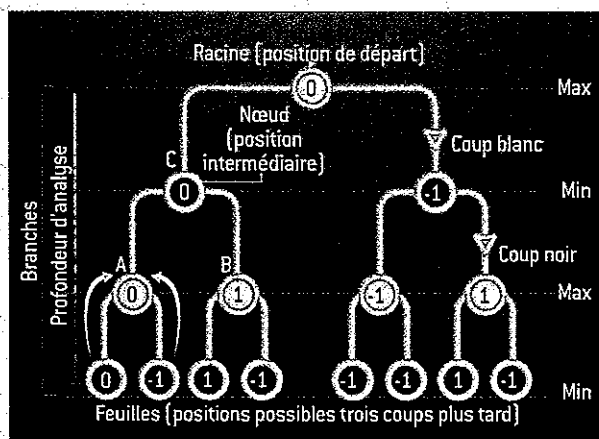 Racine (position de départ)
0
Max
Nœud
(position
intermédiaire)
Coup blanc
C
0
-1
Min
Coup noir
A
B
0
1
-1
1
Max
0
-1
1
-1
-1
-1
1
-1
Min
Feuilles (positions possibles trois coups plus tard)
Branches
Profondeur d'analyse